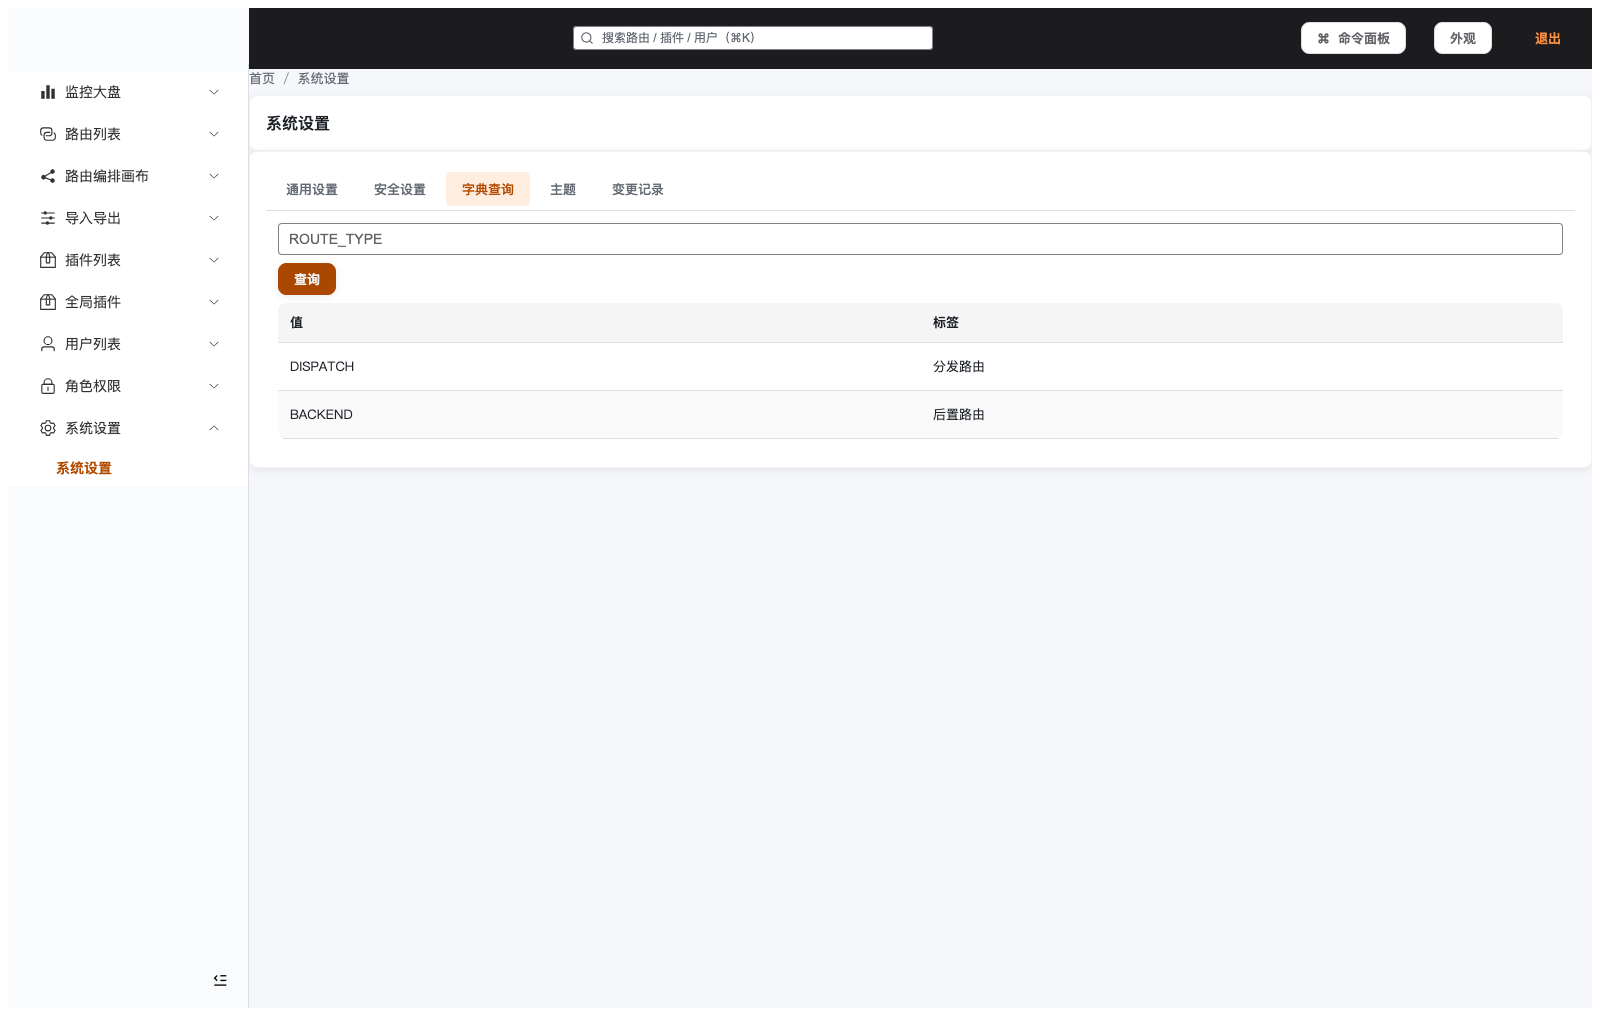 搜索路由 / 插件 / 用户（⌘K）
⌘ 命令面板
外观
退出
监控大盘
路由列表
路由编排画布
导入导出
插件列表
全局插件
用户列表
角色权限
系统设置
系统设置
首页 / 系统设置
系统设置
通用设置 安全设置 字典查询 主题 变更记录
ROUTE_TYPE
查询
值 标签
DISPATCH 分发路由
BACKEND 后置路由